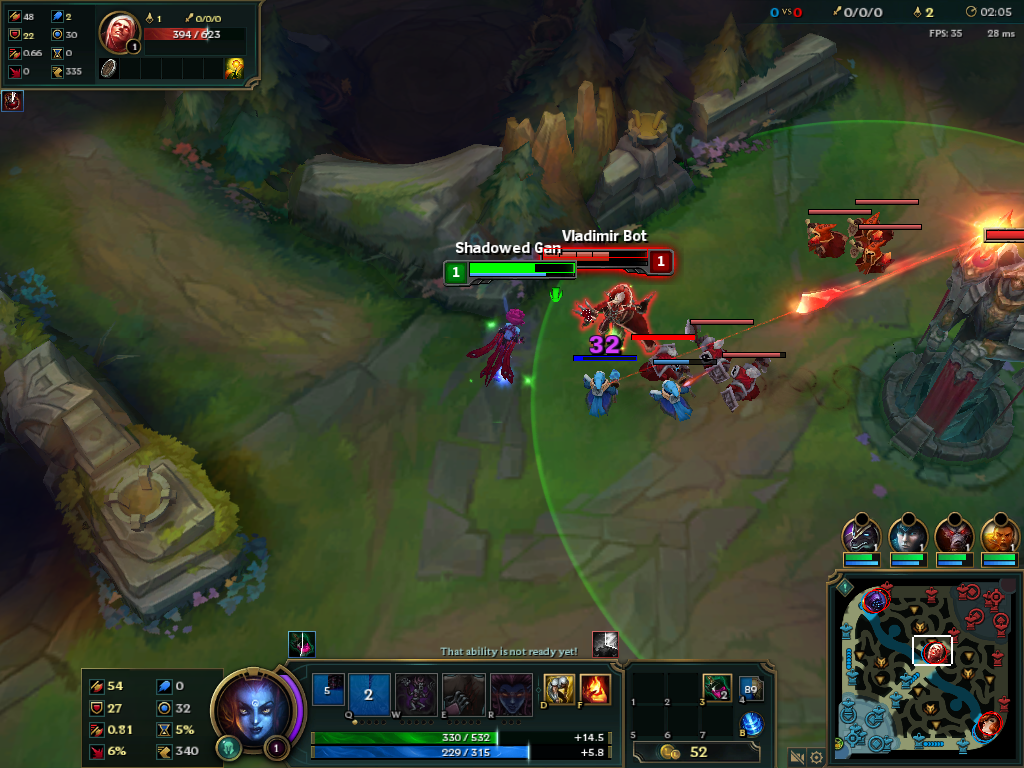 48 2
22 30
0.66 0
0 335
1 0/0/0
394 / 623
1
0 vs 0 0/0/0 2 02:05
FPS: 35 28 ms
Vladimir Bot
Shadowed Gan
1 1
32
That ability is not ready yet!
54 0
27 32
0.81 5%
6% 340
1
5 2
Q W E R D F
330 / 532 +14.5
229 / 315 +5.8
1 2 3 2 89 4
5 6 7 B
52